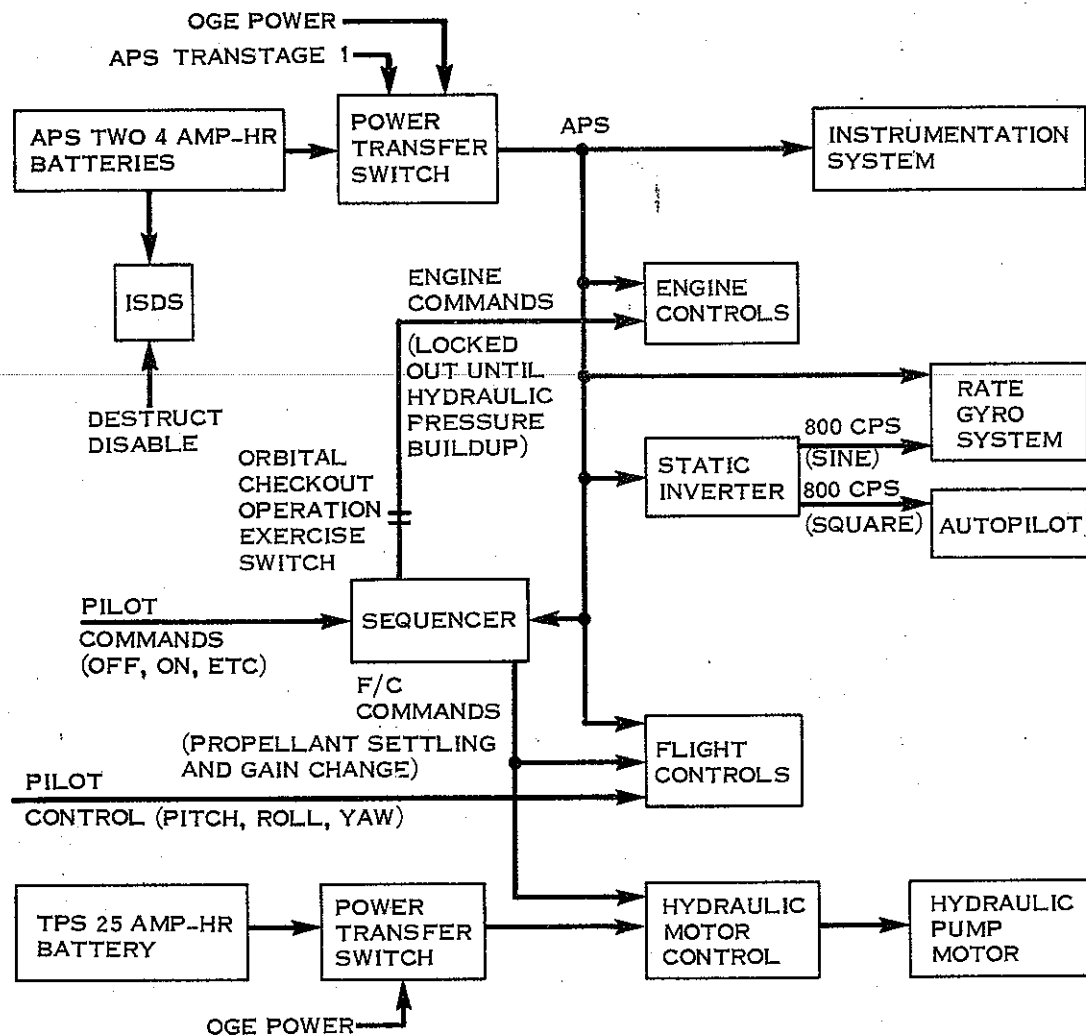 OGE POWER
APS TRANSTAGE 1
APS TWO 4 AMP-HR
BATTERIES
POWER
TRANSFER
SWITCH
APS
INSTRUMENTATION
SYSTEM
ISDS
DESTRUCT
DISABLE
ENGINE
COMMANDS
(LOCKED
OUT UNTIL
HYDRAULIC
PRESSURE
BUILDUP)
ENGINE
CONTROLS
RATE
GYRO
SYSTEM
800 CPS
(SINE)
STATIC
INVERTER
800 CPS
(SQUARE)
AUTOPILOT
ORBITAL
CHECKOUT
OPERATION
EXERCISE
SWITCH
PILOT
COMMANDS
(OFF, ON, ETC)
SEQUENCER
F/C
COMMANDS
(PROPELLANT SETTLING
AND GAIN CHANGE)
FLIGHT
CONTROLS
PILOT
CONTROL (PITCH, ROLL, YAW)
TPS 25 AMP-HR
BATTERY
POWER
TRANSFER
SWITCH
HYDRAULIC
MOTOR
CONTROL
HYDRAULIC
PUMP
MOTOR
OGE POWER